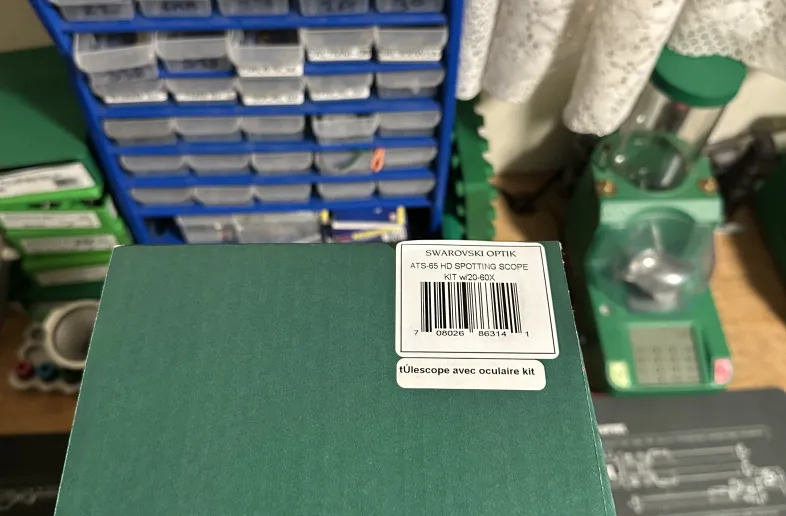 SWAROVSKI OPTIK
ATS-65 HD SPOTTING SCOPE
KIT w/20-60X
7 08026 86314 1
tÚlescope avec oculaire kit